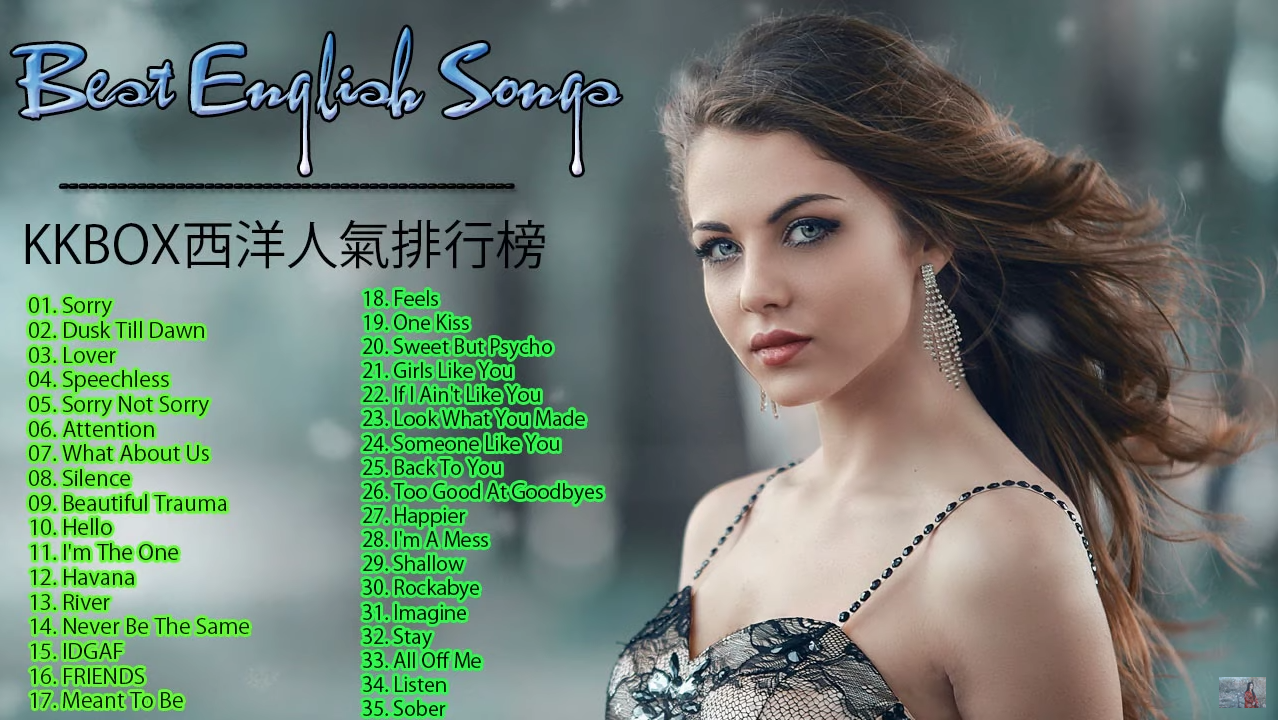 Best English Songs
KKBOX西洋人氣排行榜
01. Sorry
02. Dusk Till Dawn
03. Lover
04. Speechless
05. Sorry Not Sorry
06. Attention
07. What About Us
08. Silence
09. Beautiful Trauma
10. Hello
11. I'm The One
12. Havana
13. River
14. Never Be The Same
15. IDGAF
16. FRIENDS
17. Meant To Be
18. Feels
19. One Kiss
20. Sweet But Psycho
21. Girls Like You
22. If I Ain't Like You
23. Look What You Made
24. Someone Like You
25. Back To You
26. Too Good At Goodbyes
27. Happier
28. I'm A Mess
29. Shallow
30. Rockabye
31. Imagine
32. Stay
33. All Off Me
34. Listen
35. Sober